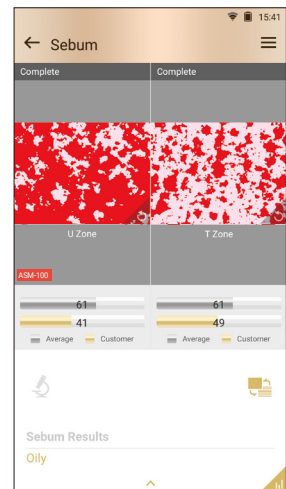 15:41
Sebum
Complete Complete
U Zone T Zone
ASM-100
61 61
41 49
Average Customer Average Customer
Sebum Results
Oily